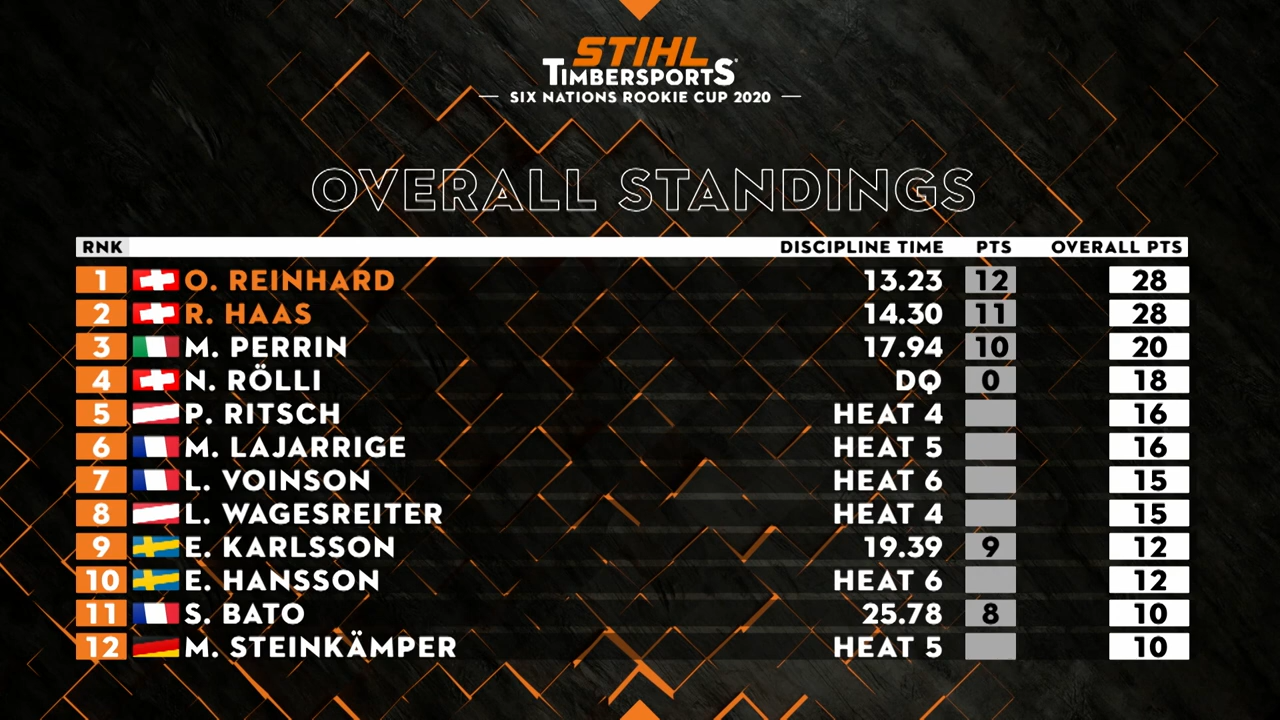 STIHL
TIMBERSPORTS®
SIX NATIONS ROOKIE CUP 2020
OVERALL STANDINGS
RNK DISCIPLINE TIME PTS OVERALL PTS
1 O. REINHARD 13.23 12 28
2 R. HAAS 14.30 11 28
3 M. PERRIN 17.94 10 20
4 N. RÖLLI DQ 0 18
5 P. RITSCH HEAT 4 16
6 M. LAJARRIGE HEAT 5 16
7 L. VOINSON HEAT 6 15
8 L. WAGESREITER HEAT 4 15
9 E. KARLSSON 19.39 9 12
10 E. HANSSON HEAT 6 12
11 S. BATO 25.78 8 10
12 M. STEINKÄMPER HEAT 5 10